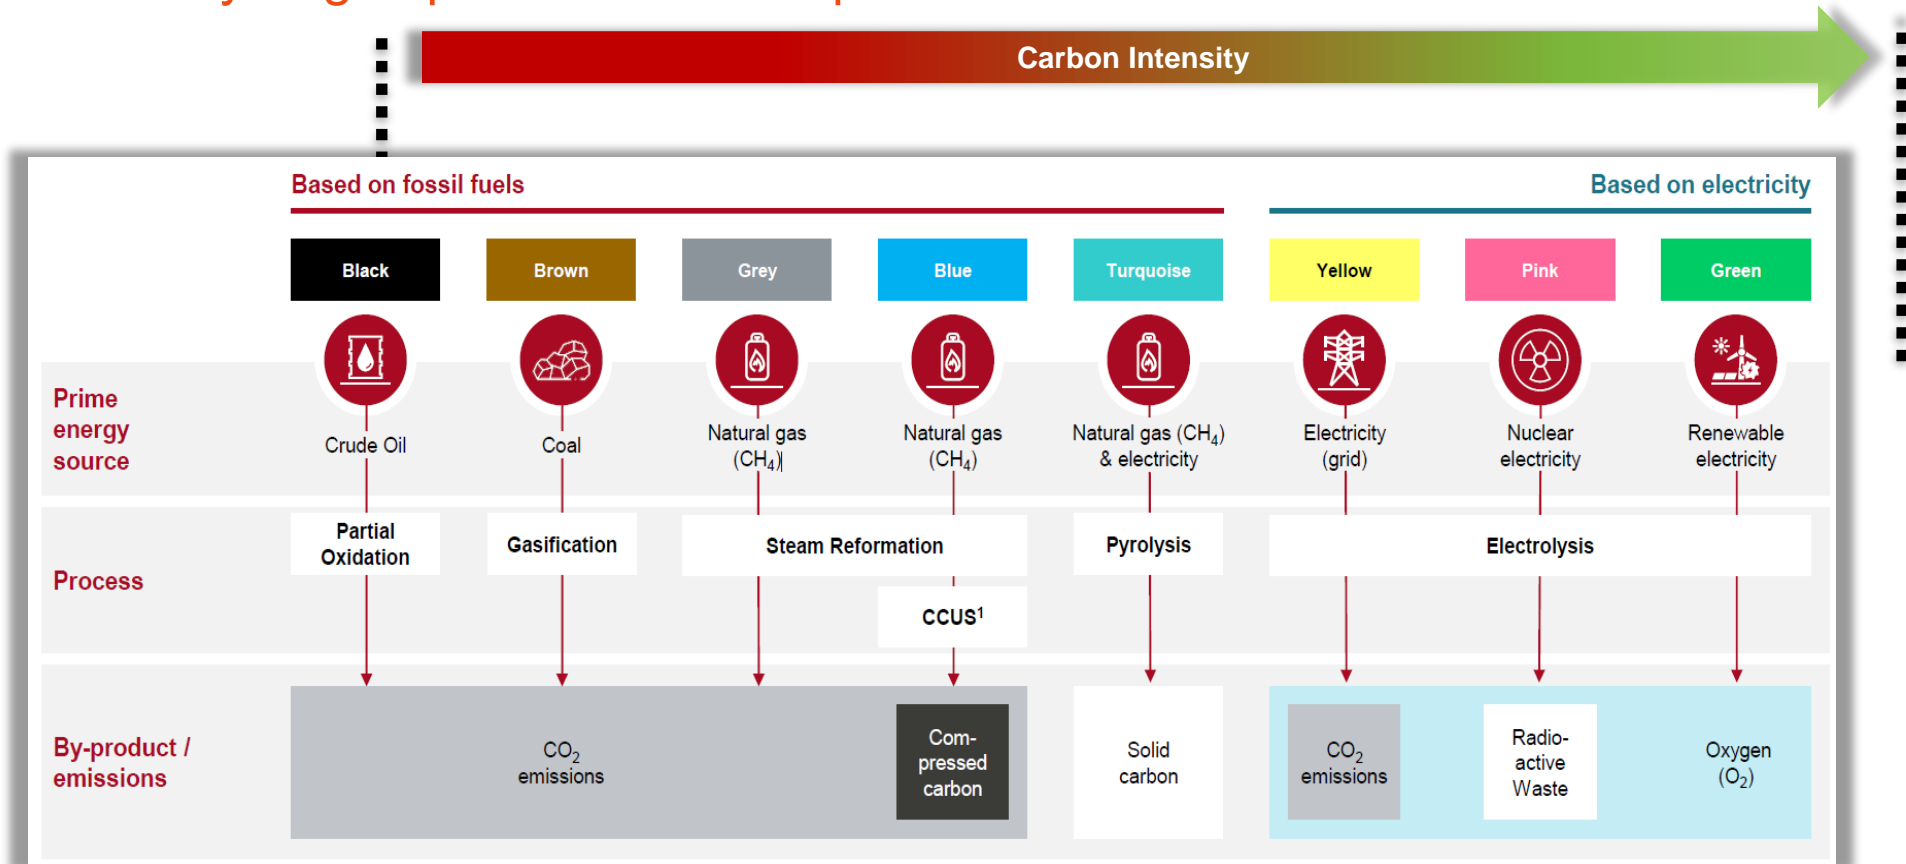 Carbon Intensity
Based on fossil fuels
Based on electricity
Black
Brown
Grey
Blue
Turquoise
Yellow
Pink
Green
Prime
energy
source
Crude Oil
Coal
Natural gas
(CH₄)
Natural gas
(CH₄)
Natural gas (CH₄)
& electricity
Electricity
(grid)
Nuclear
electricity
Renewable
electricity
Process
Partial
Oxidation
Gasification
Steam Reformation
CCUS¹
Pyrolysis
Electrolysis
By-product /
emissions
CO₂
emissions
Com-
pressed
carbon
Solid
carbon
CO₂
emissions
Radio-
active
Waste
Oxygen
(O₂)